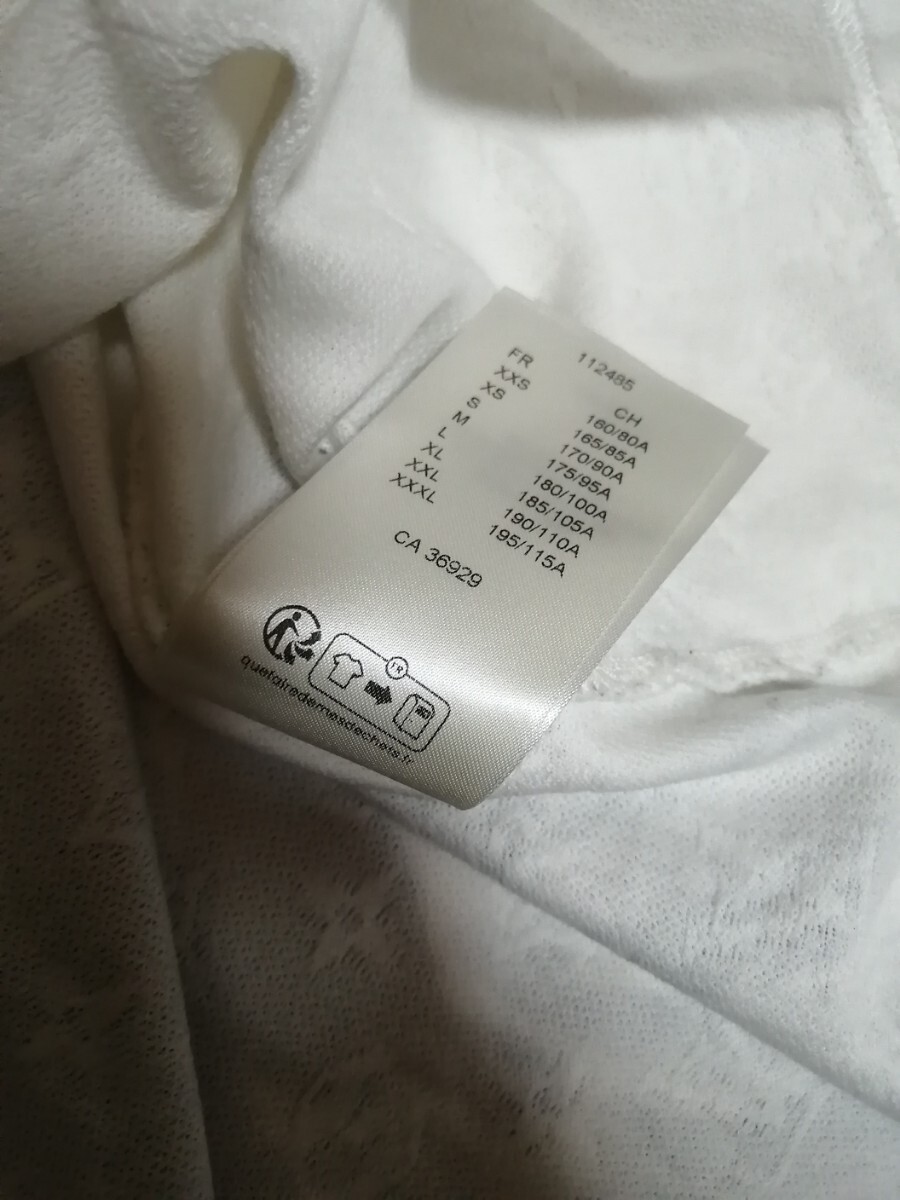 112485
FR CH
XXS 160/80A
XS 165/85A
S 170/90A
M 175/95A
L 180/100A
XL 185/105A
XXL 190/110A
XXXL 195/115A
CA 36929
FR
quefairedemesdechets.fr